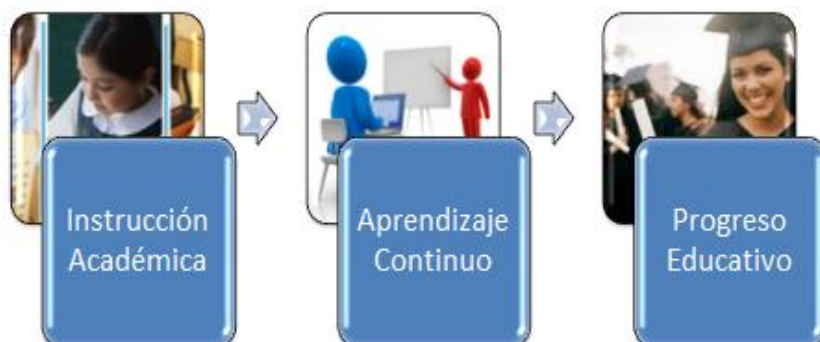 Instrucción
Académica
Aprendizaje
Continuo
Progreso
Educativo